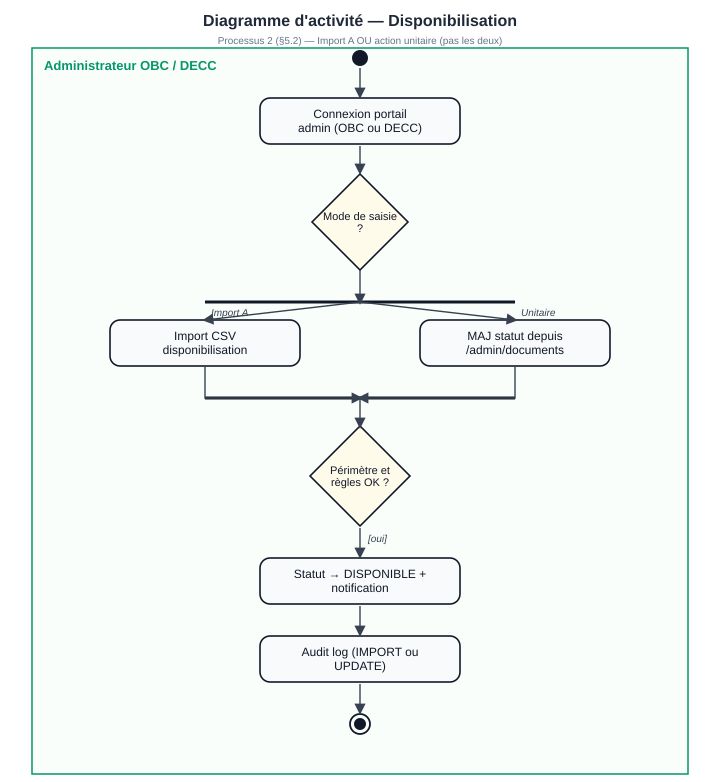 Diagramme d'activité — Disponibilisation
Processus 2 (§5.2) — Import A OU action unitaire (pas les deux)
Administrateur OBC / DECC
Connexion portail
admin (OBC ou DECC)
Mode de saisie
?
Import A
Unitaire
Import CSV
disponibilisation
MAJ statut depuis
/admin/documents
Périmètre et
règles OK ?
[oui]
Statut → DISPONIBLE +
notification
Audit log (IMPORT ou
UPDATE)